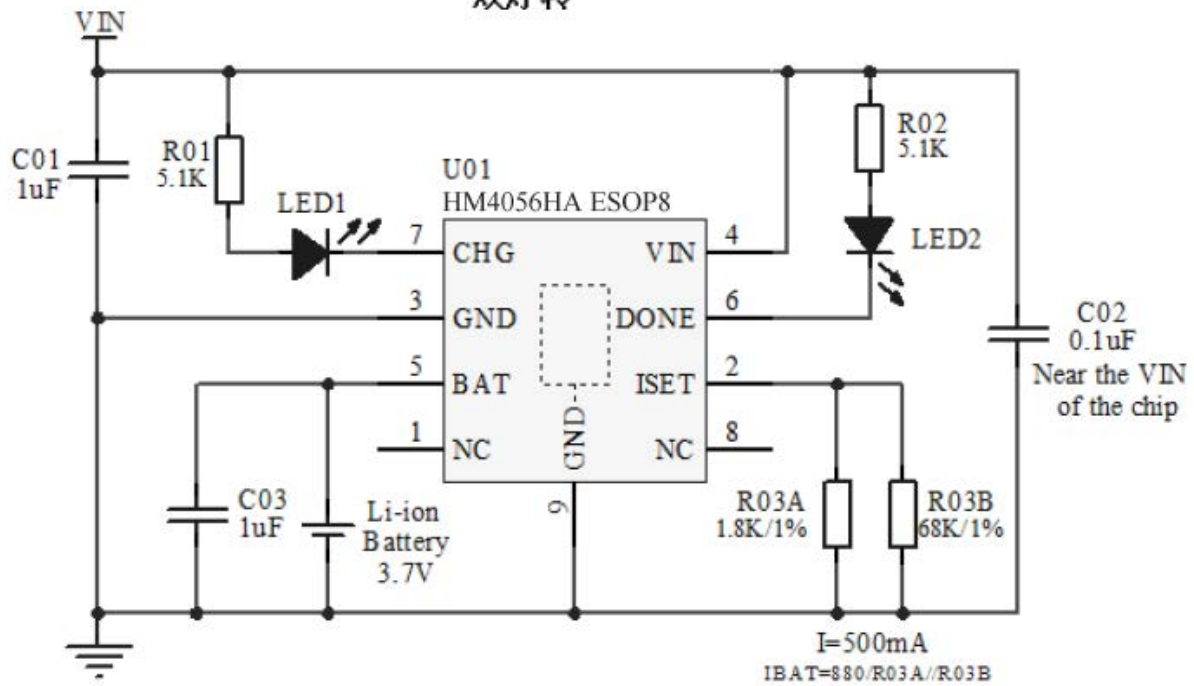 VIN
C01
1uF
R01
5.1K
LED1
U01
HM4056HA ESOP8
7
CHG
3
GND
5
BAT
1
NC
VIN
4
DONE
6
ISET
2
NC
8
GND
9
R02
5.1K
LED2
C02
0.1uF
Near the VIN
of the chip
C03
1uF
Li-ion
Battery
3.7V
R03A
1.8K/1%
R03B
68K/1%
I=500mA
IBAT=880/R03A//R03B